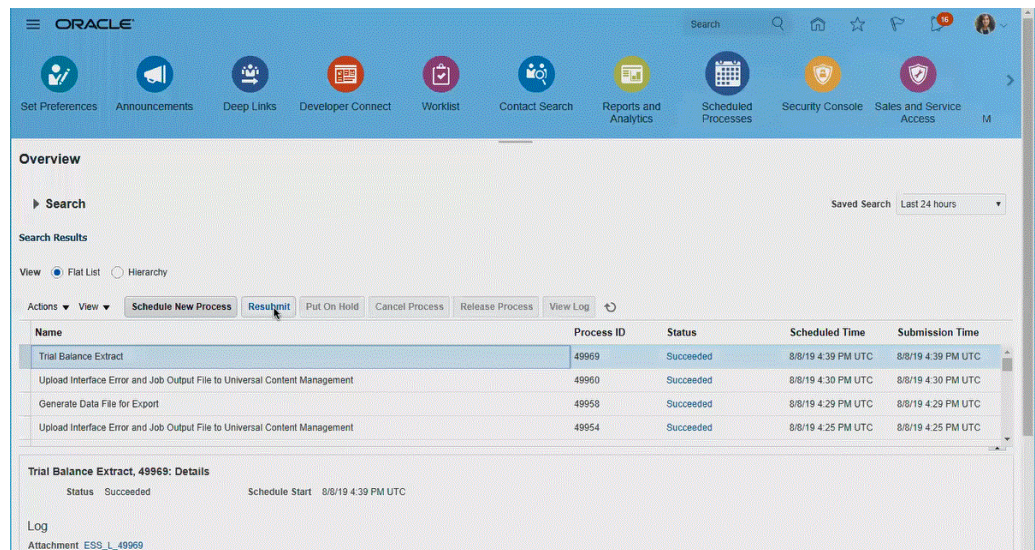 ORACLE
Search
16
Set Preferences
Announcements
Deep Links
Developer Connect
Worklist
Contact Search
Reports and
Analytics
Scheduled
Processes
Security Console
Sales and Service
Access
M
Overview
Search
Saved Search Last 24 hours
Search Results
View Flat List Hierarchy
Actions View Schedule New Process Resubmit Put On Hold Cancel Process Release Process View Log
Name Process ID Status Scheduled Time Submission Time
Trial Balance Extract 49969 Succeeded 8/8/19 4:39 PM UTC 8/8/19 4:39 PM UTC
Upload Interface Error and Job Output File to Universal Content Management 49960 Succeeded 8/8/19 4:30 PM UTC 8/8/19 4:30 PM UTC
Generate Data File for Export 49958 Succeeded 8/8/19 4:29 PM UTC 8/8/19 4:29 PM UTC
Upload Interface Error and Job Output File to Universal Content Management 49954 Succeeded 8/8/19 4:25 PM UTC 8/8/19 4:25 PM UTC
Trial Balance Extract, 49969: Details
Status Succeeded Schedule Start 8/8/19 4:39 PM UTC
Log
Attachment ESS_L_49969